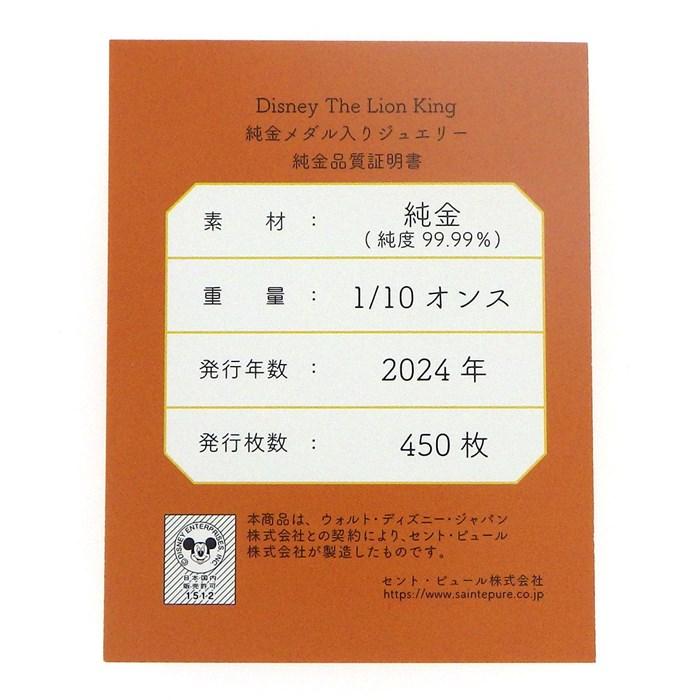 Disney The Lion King
純金メダル入りジュエリー
純金品質証明書
素 材 : 純金
(純度 99.99%)
重 量 : 1/10 オンス
発行年数 : 2024 年
発行枚数 : 450 枚
本商品は、ウォルト・ディズニー・ジャパン
株式会社との契約により、セント・ピュール
株式会社が製造したものです。
©DISNEY ENTERPRISES, INC
日本国内
販売許可
1512
セント・ピュール株式会社
https://www.saintepure.co.jp